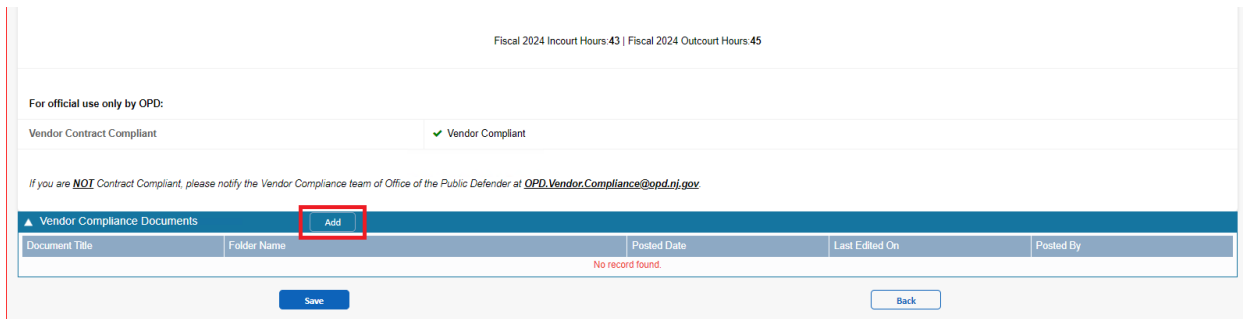 Fiscal 2024 Incourt Hours:43 | Fiscal 2024 Outcourt Hours:45
For official use only by OPD:
Vendor Contract Compliant ✔ Vendor Compliant
If you are NOT Contract Compliant, please notify the Vendor Compliance team of Office of the Public Defender at OPD.Vendor.Compliance@opd.nj.gov.
▲ Vendor Compliance Documents Add
Document Title Folder Name Posted Date Last Edited On Posted By
No record found.
Save Back